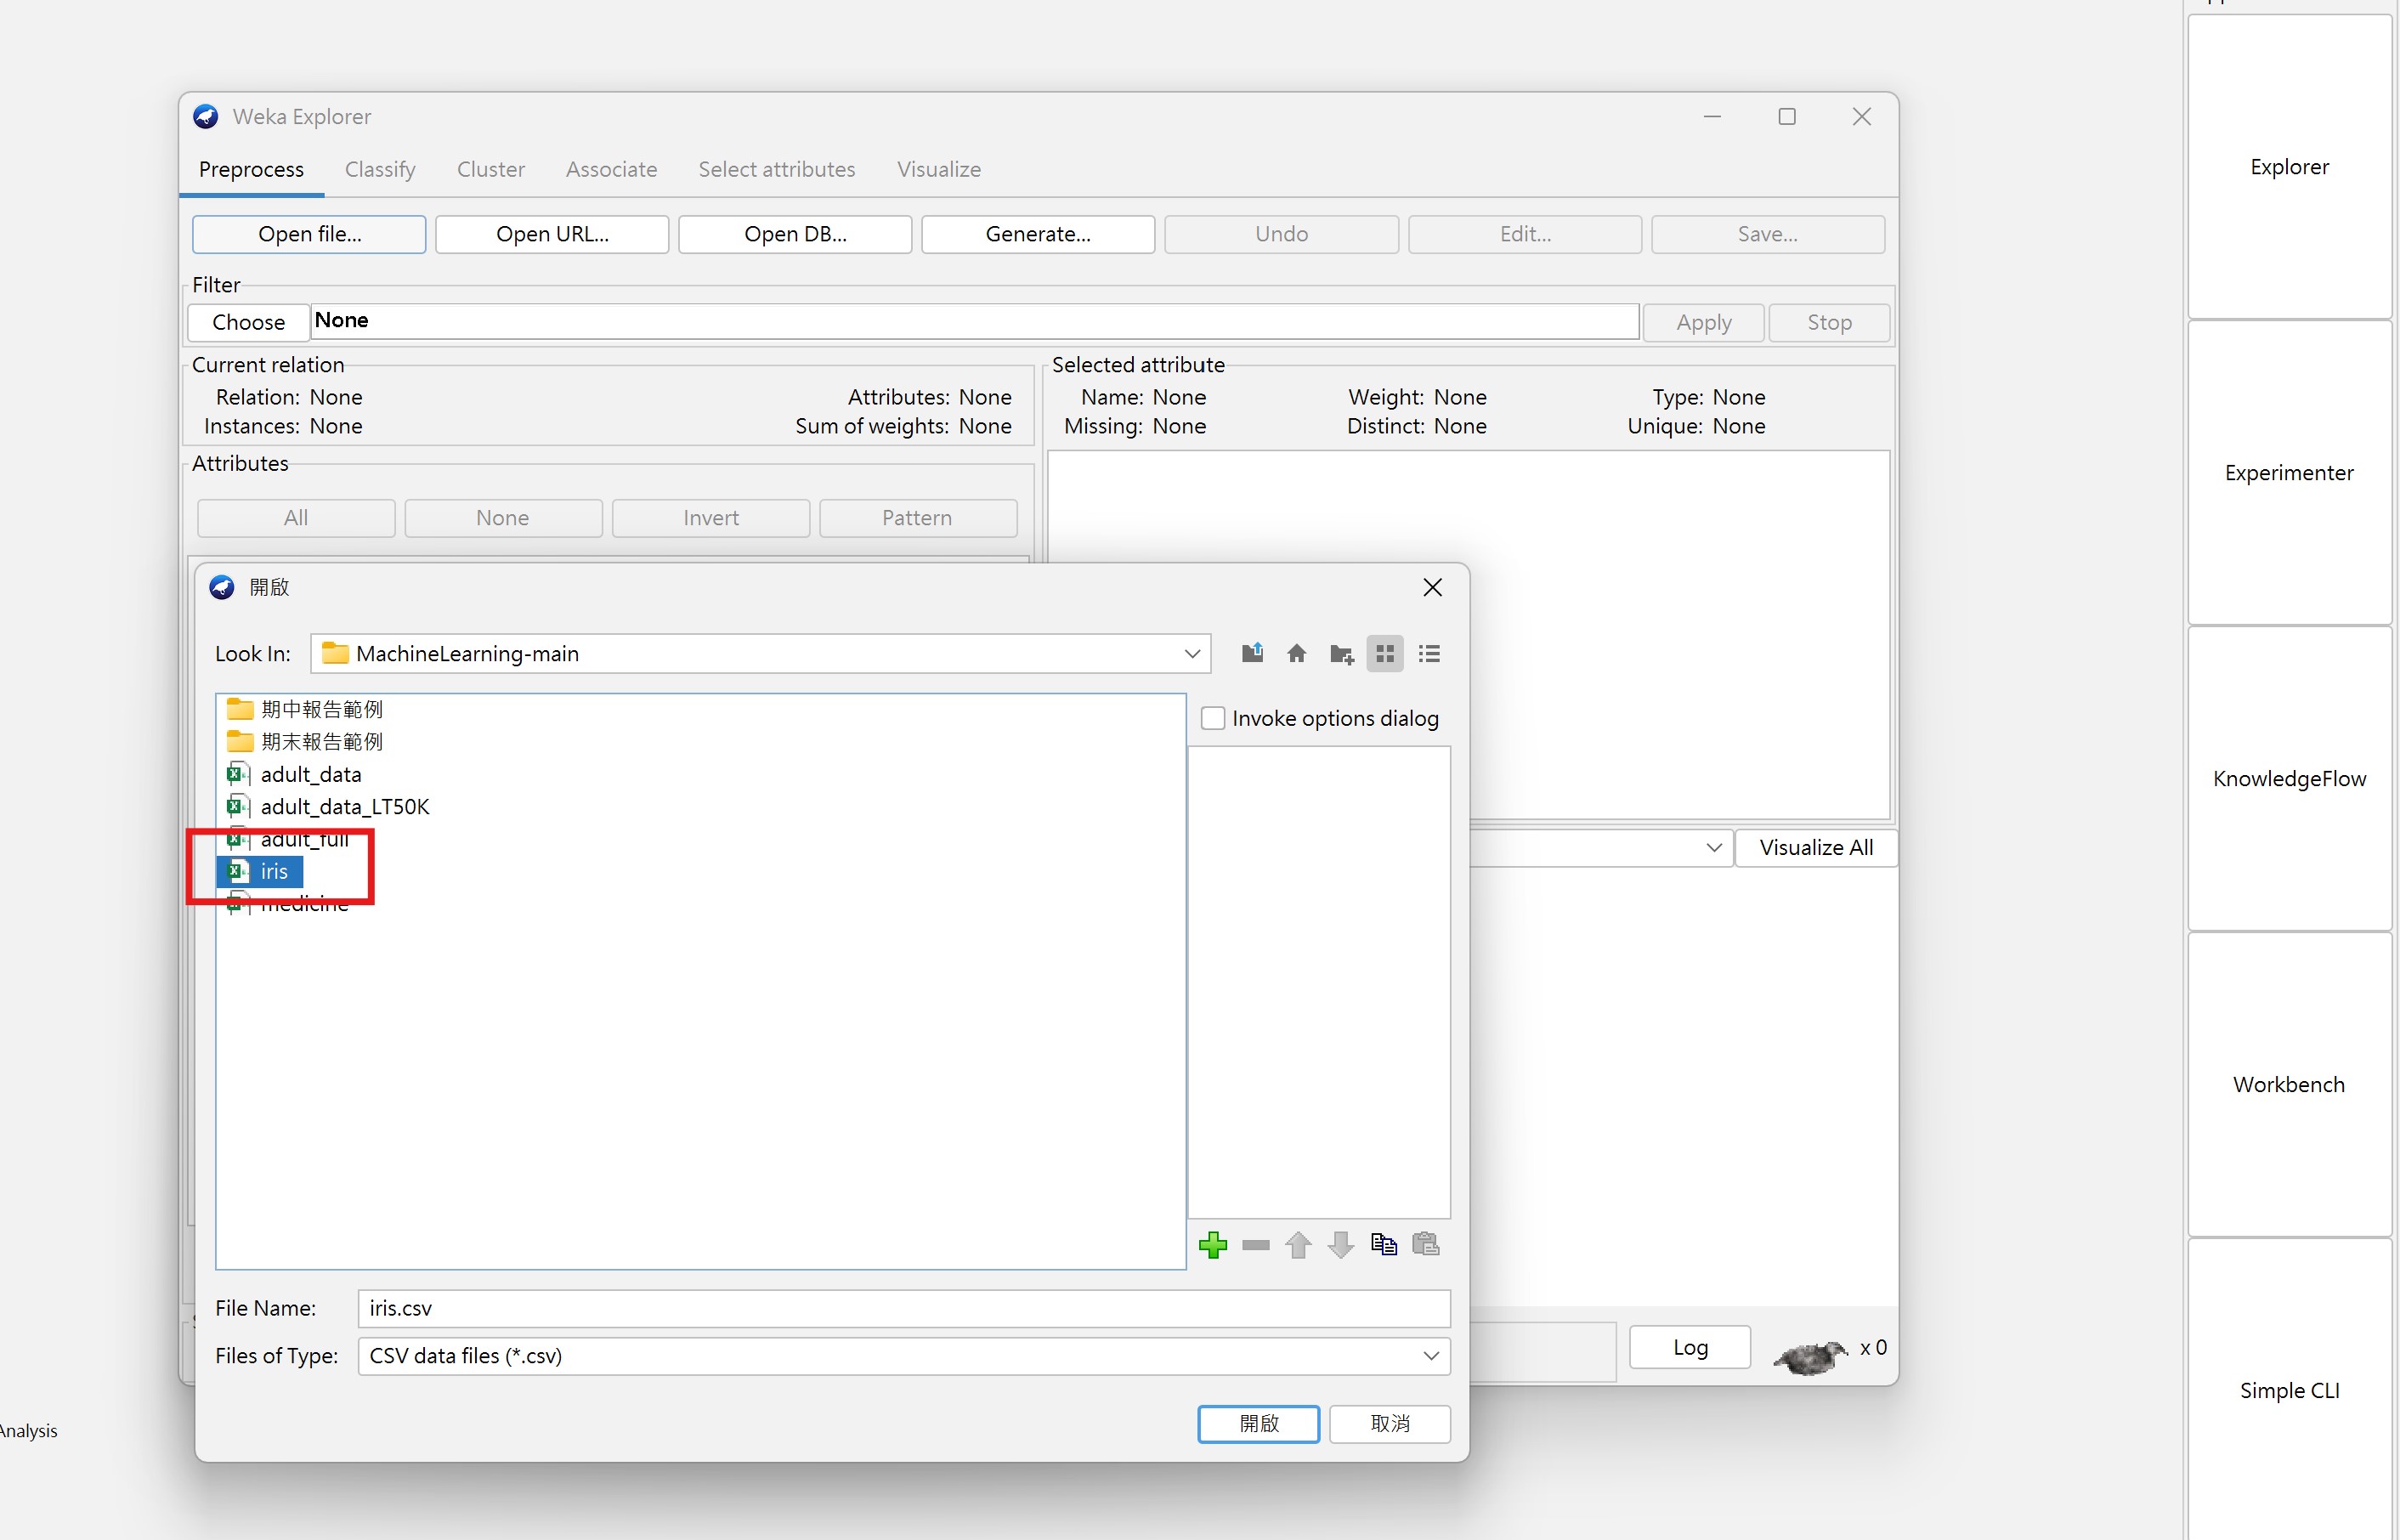 Weka Explorer
Preprocess Classify Cluster Associate Select attributes Visualize
Open file... Open URL... Open DB... Generate... Undo Edit... Save...
Filter
Choose None Apply Stop
Current relation
Relation: None Attributes: None
Instances: None Sum of weights: None
Selected attribute
Name: None Weight: None Type: None
Missing: None Distinct: None Unique: None
Attributes
All None Invert Pattern
開啟
Look In: MachineLearning-main
期中報告範例
期末報告範例
adult_data
adult_data_LT50K
adult_full
iris
medicine
Invoke options dialog
File Name: iris.csv
Files of Type: CSV data files (*.csv)
開啟 取消
Visualize All
Log x 0
Analysis
Explorer
Experimenter
KnowledgeFlow
Workbench
Simple CLI